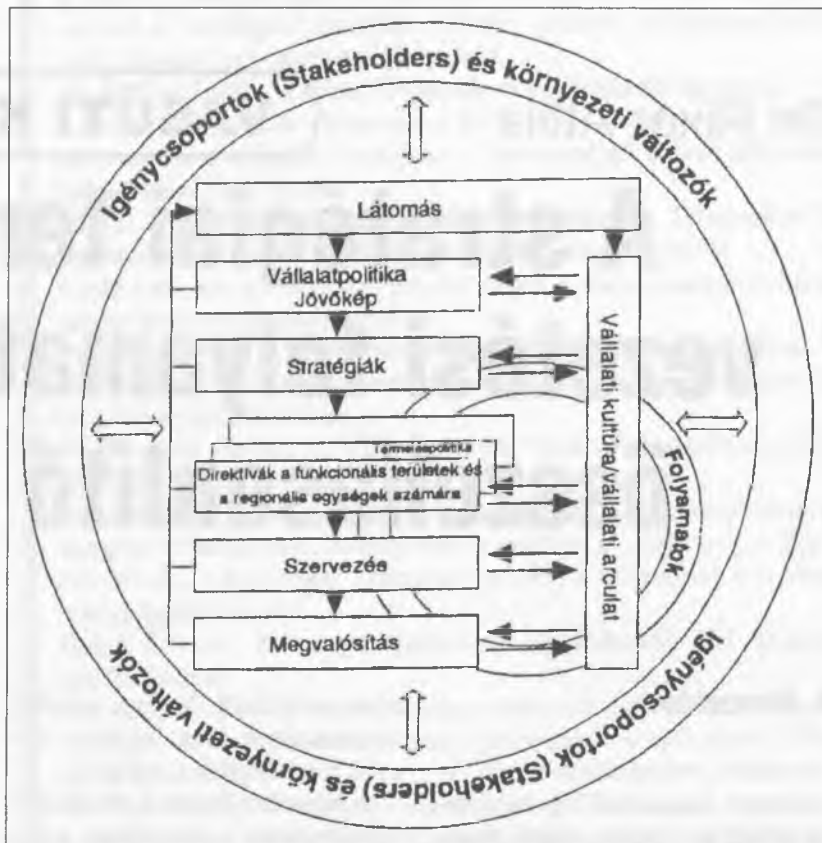 Igénycsoportok (Stakeholders) és környezeti változók
Látomás
Vállalatpolitika
Jövőkép
Stratégiák
Termeléspolitika
Direktívák a funkcionális területek és
a regionális egységek számára
Szervezés
Megvalósítás
Vállalati kultúra/vállalati arculat
Folyamatok
Igénycsoportok (Stakeholders) és környezeti változók